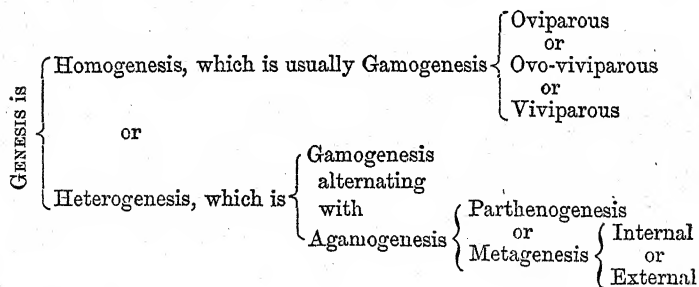 GENESIS is
Homogenesis, which is usually Gamogenesis
Oviparous
or
Ovo-viviparous
or
Viviparous
or
Heterogenesis, which is
Gamogenesis
alternating
with
Agamogenesis
Parthenogenesis
or
Metagenesis
Internal
or
External